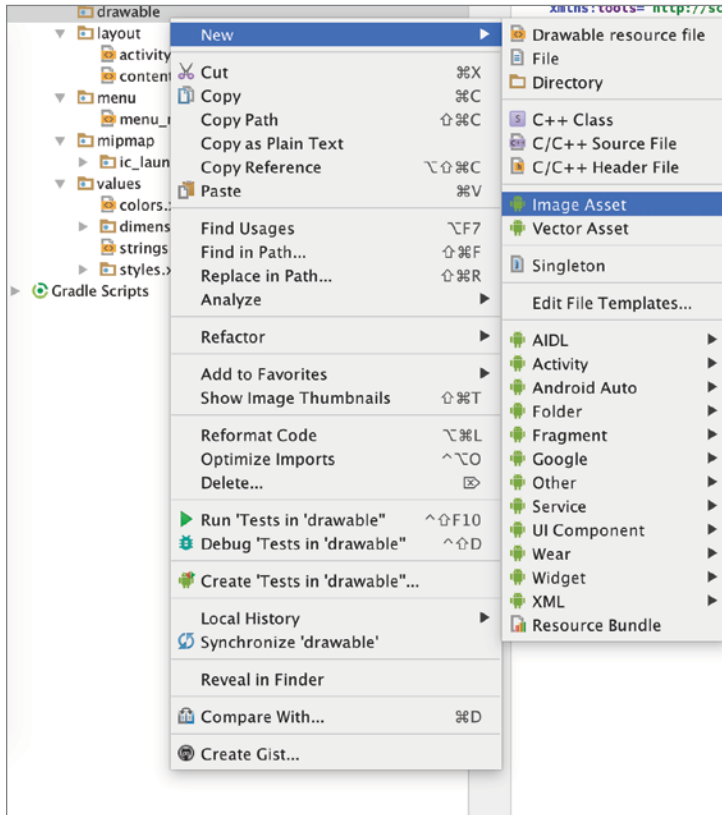 drawable
layout
activity
content
menu
menu_
mipmap
ic_laun
values
colors.
dimens
strings
styles.x
Gradle Scripts
New
Cut ⌘X
Copy ⌘C
Copy Path ⇧⌘C
Copy as Plain Text
Copy Reference ⌥⇧⌘C
Paste ⌘V
Find Usages ⌥F7
Find in Path... ⇧⌘F
Replace in Path... ⇧⌘R
Analyze
Refactor
Add to Favorites
Show Image Thumbnails ⇧⌘T
Reformat Code ⌥⌘L
Optimize Imports ^⌥O
Delete... ⌦
Run 'Tests in 'drawable'' ^⇧F10
Debug 'Tests in 'drawable'' ^⇧D
Create 'Tests in 'drawable''...
Local History
Synchronize 'drawable'
Reveal in Finder
Compare With... ⌘D
Create Gist...
xmlns:tools="http://sc
Drawable resource file
File
Directory
C++ Class
C/C++ Source File
C/C++ Header File
Image Asset
Vector Asset
Singleton
Edit File Templates...
AIDL
Activity
Android Auto
Folder
Fragment
Google
Other
Service
UI Component
Wear
Widget
XML
Resource Bundle